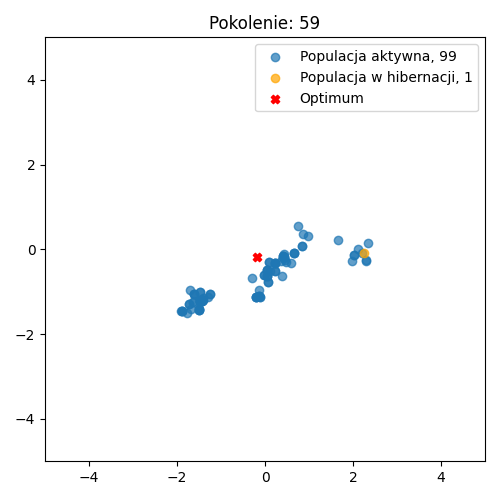 Pokolenie: 59
Populacja aktywna, 99
Populacja w hibernacji, 1
Optimum
4
2
0
−2
−4
−4
−2
0
2
4